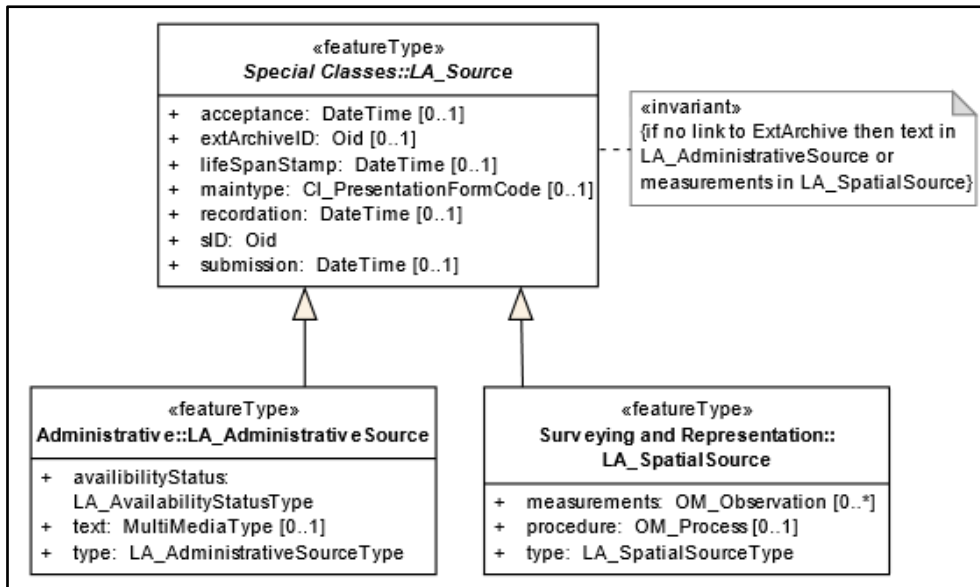 «featureType»
Special Classes::LA_Source
+ acceptance: DateTime [0..1]
+ extArchiveID: Oid [0..1]
+ lifeSpanStamp: DateTime [0..1]
+ maintype: CI_PresentationFormCode [0..1]
+ recordation: DateTime [0..1]
+ sID: Oid
+ submission: DateTime [0..1]
«invariant»
{if no link to ExtArchive then text in
LA_AdministrativeSource or
measurements in LA_SpatialSource}
«featureType»
Administrative::LA_AdministrativeSource
+ availibilityStatus:
LA_AvailabilityStatusType
+ text: MultiMediaType [0..1]
+ type: LA_AdministrativeSourceType
«featureType»
Surveying and Representation::
LA_SpatialSource
+ measurements: OM_Observation [0..*]
+ procedure: OM_Process [0..1]
+ type: LA_SpatialSourceType